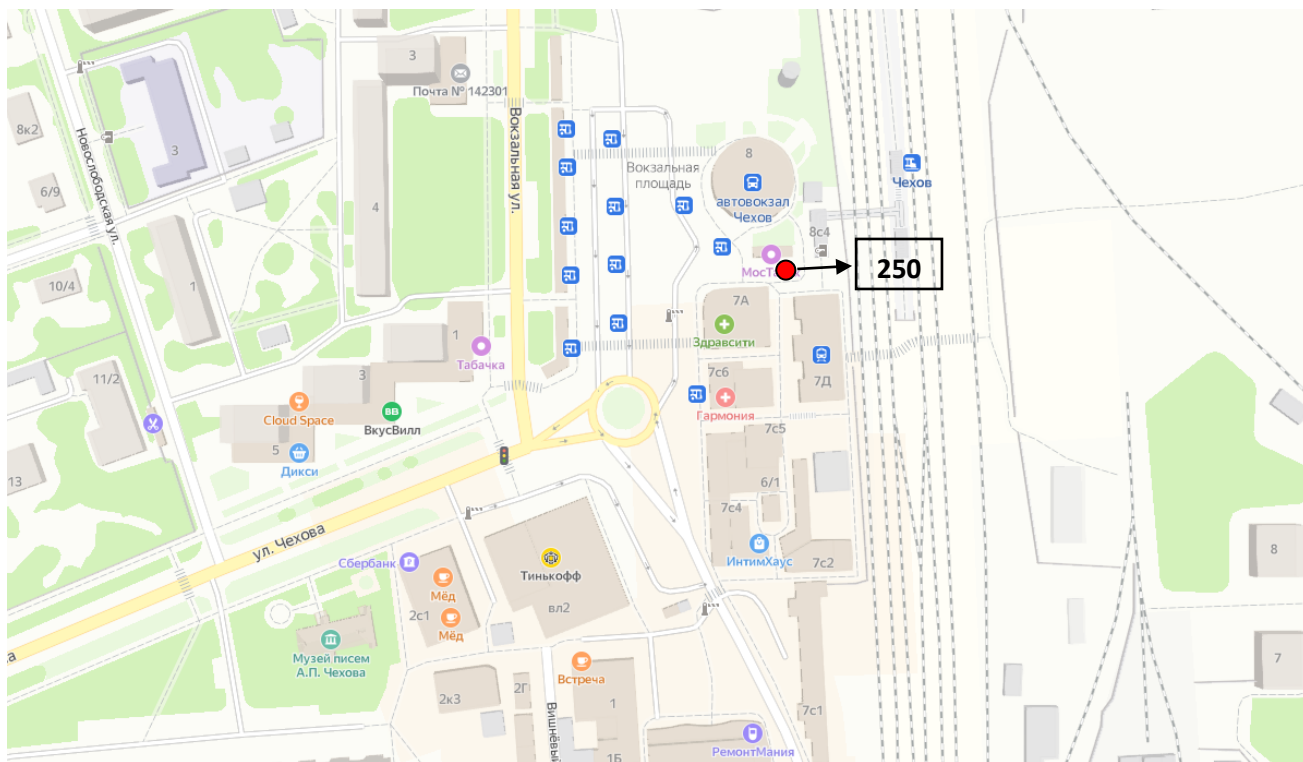 3
Почта № 142301
8к2
Новослободская ул.
3
6/9
4
Вокзальная ул.
Вокзальная
площадь
8
автовокзал
Чехов
Чехов
8с4
250
10/4
1
7А
Здравсити
1
Табачка
3
7Д
7с6
Гармония
11/2
Cloud Space
BB
ВкусВилл
5
Дикси
7с5
13
6/1
7с4
ул. Чехова
ИнтимХаус
7с2
Сбербанк
Тинькофф
Мёд
вл2
2с1
Мёд
8
Музей писем
А.П. Чехова
Встреча
7
2к3
2Г
1
Вишнёвый
7с1
РемонтМания
1Б